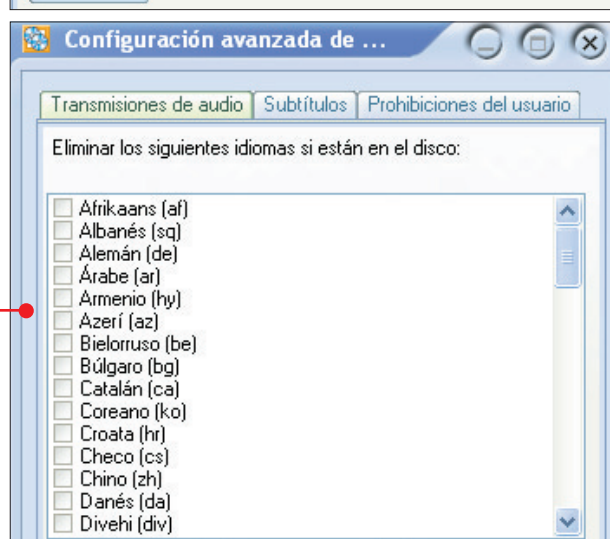 Configuración avanzada de ...
Transmisiones de audio Subtítulos Prohibiciones del usuario
Eliminar los siguientes idiomas si están en el disco:
Afrikaans (af)
Albanés (sq)
Alemán (de)
Árabe (ar)
Armenio (hy)
Azerí (az)
Bielorruso (be)
Búlgaro (bg)
Catalán (ca)
Coreano (ko)
Croata (hr)
Checo (cs)
Chino (zh)
Danés (da)
Divehi (div)